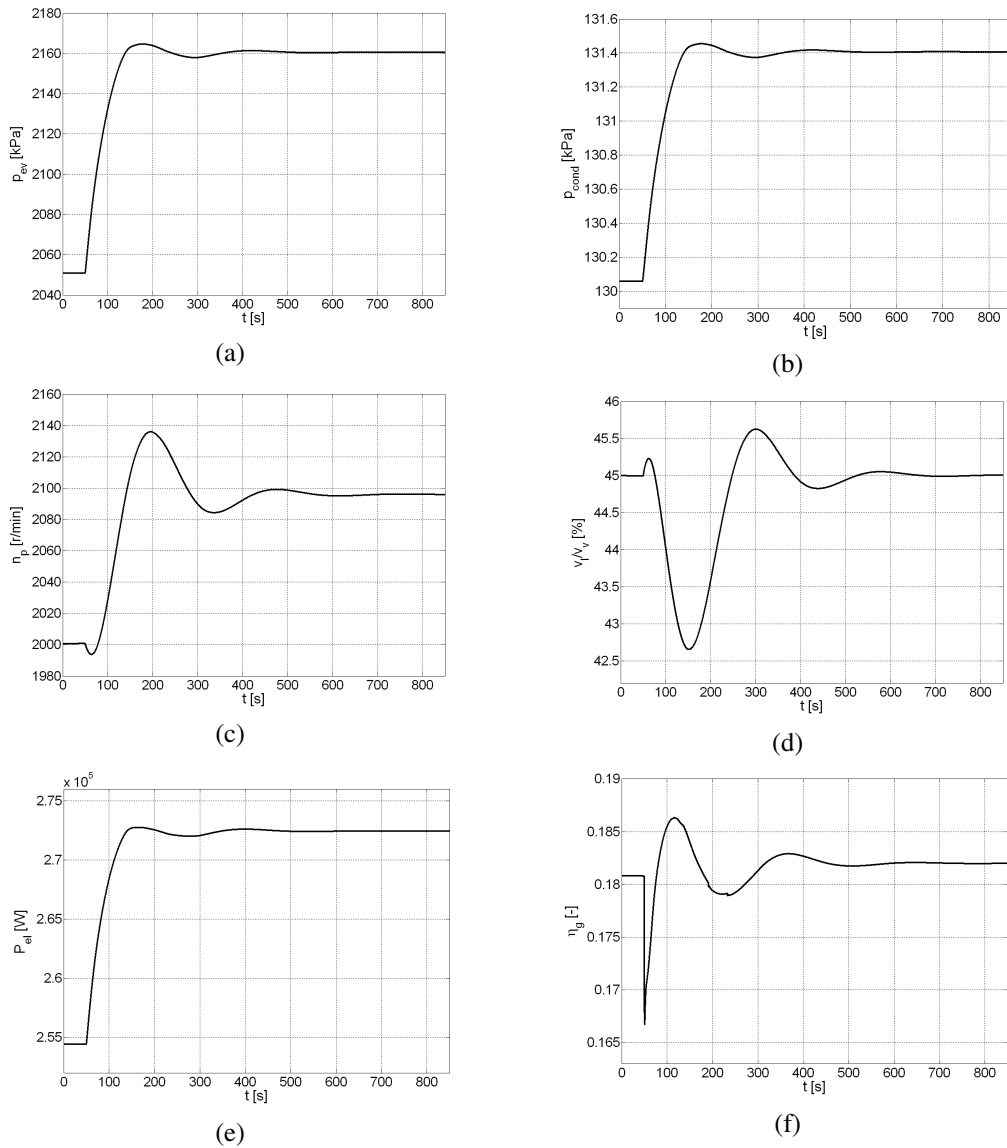 2180
2160
2140
2120
2100
2080
2060
2040
p_ev [kPa]
0 100 200 300 400 500 600 700 800
t [s]
(a)
131.6
131.4
131.2
131
130.8
130.6
130.4
130.2
130
p_cond [kPa]
0 100 200 300 400 500 600 700 800
t [s]
(b)
2160
2140
2120
2100
2080
2060
2040
2020
2000
1980
n_p [r/min]
0 100 200 300 400 500 600 700 800
t [s]
(c)
46
45.5
45
44.5
44
43.5
43
42.5
v_l/v_v [%]
0 100 200 300 400 500 600 700 800
t [s]
(d)
x 10^5
2.75
2.7
2.65
2.6
2.55
P_el [W]
0 100 200 300 400 500 600 700 800
t [s]
(e)
0.19
0.185
0.18
0.175
0.17
0.165
η_g [-]
0 100 200 300 400 500 600 700 800
t [s]
(f)